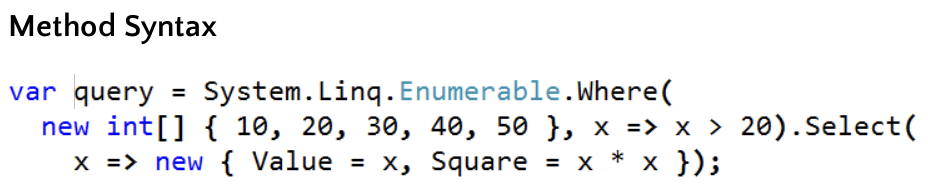 Method Syntax
var query = System.Linq.Enumerable.Where(
new int[] { 10, 20, 30, 40, 50 }, x => x > 20).Select(
x => new { Value = x, Square = x * x });